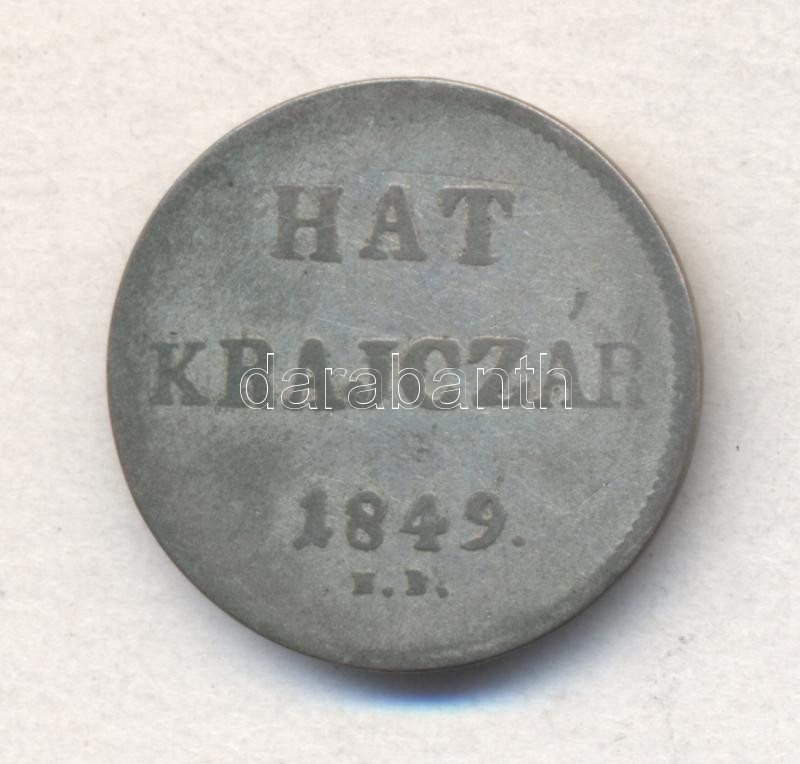 HAT
KRAJCZÁR
darabanth
1849.
N.B.